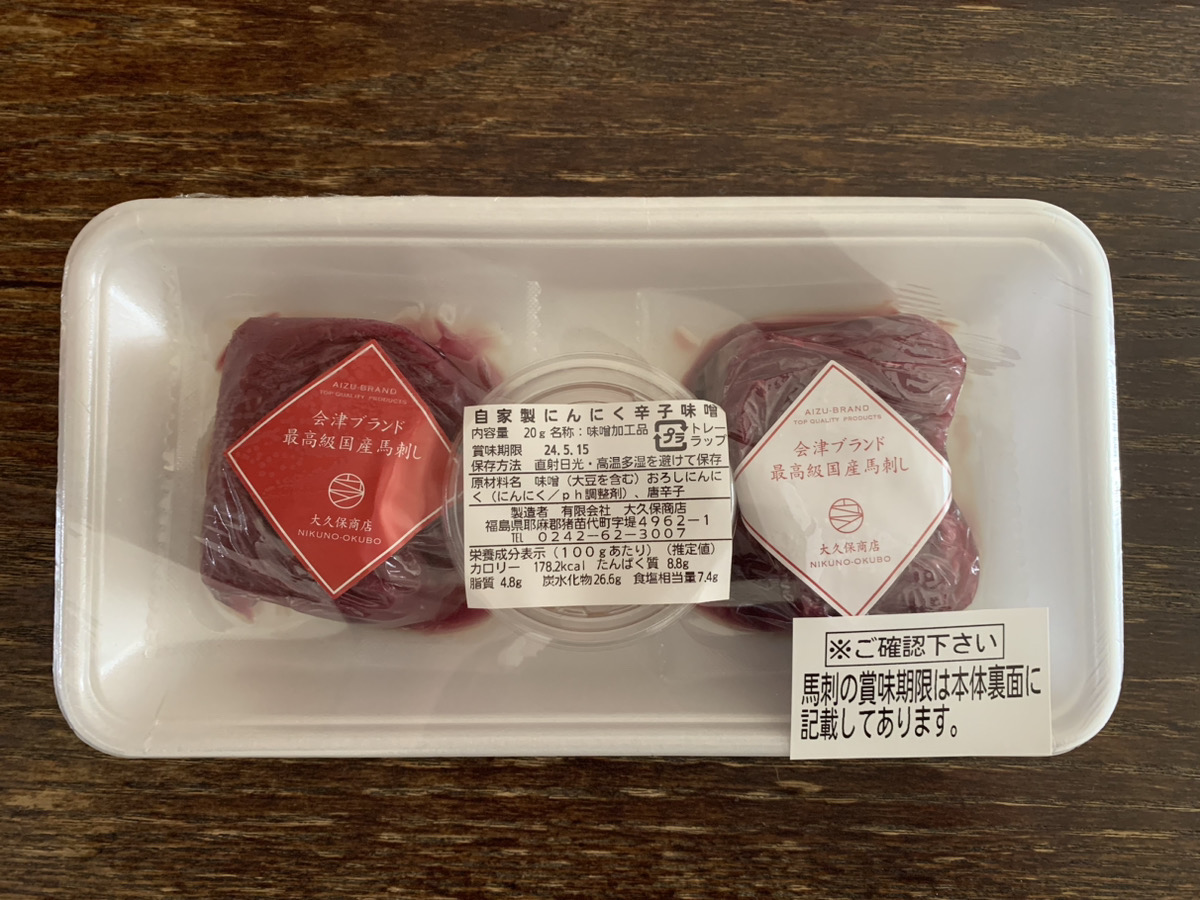 AIZU-BRAND
TOP QUALITY PRODUCTS
会津ブランド
最高級国産馬刺し
大久保商店
NIKUNO-OKUBO
自家製にんにく辛子味噌
内容量 20g 名称:味噌加工品
プラ
トレー
ラップ
賞味期限 24.5.15
保存方法 直射日光・高温多湿を避けて保存
原材料名 味噌(大豆を含む)おろしにんに
く(にんにく/ph調整剤)、唐辛子
製造者 有限会社 大久保商店
福島県耶麻郡猪苗代町字堤4962-1
TEL 0242-62-3007
栄養成分表示(100gあたり)(推定値)
カロリー 178.2kcal たんぱく質 8.8g
脂質 4.8g 炭水化物26.6g 食塩相当量7.4g
AIZU-BRAND
TOP QUALITY PRODUCTS
会津ブランド
最高級国産馬刺し
大久保商店
NIKUNO-OKUBO
※ご確認下さい
馬刺の賞味期限は本体裏面に
記載してあります。